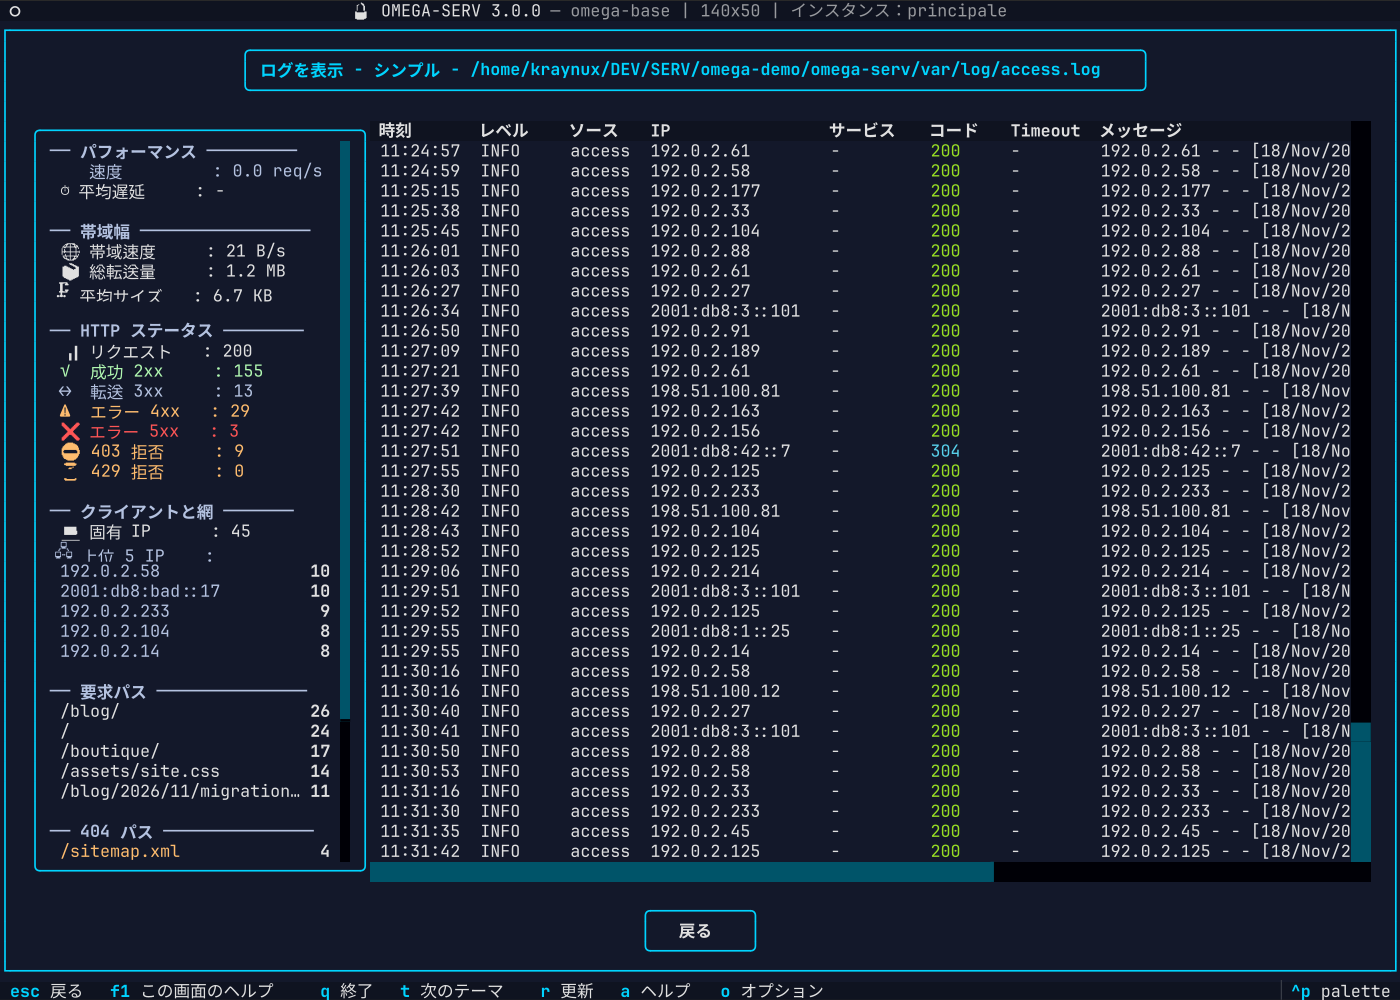 OMEGA-SERV 3.0.0 — omega-base | 140x50 | インスタンス：principale
ログを表示 - シンプル - /home/kraynux/DEV/SERV/omega-demo/omega-serv/var/log/access.log
パフォーマンス
速度 : 0.0 req/s
平均遅延 : -
帯域幅
帯域速度 : 21 B/s
総転送量 : 1.2 MB
平均サイズ : 6.7 KB
HTTP ステータス
リクエスト : 200
√ 成功 2xx : 155
↔ 転送 3xx : 13
⚠ エラー 4xx : 29
❌ エラー 5xx : 3
⛔ 403 拒否 : 9
429 拒否 : 0
クライアントと網
固有 IP : 45
上位 5 IP :
192.0.2.58 10
2001:db8:bad::17 10
192.0.2.233 9
192.0.2.104 8
192.0.2.14 8
要求パス
/blog/ 26
/ 24
/boutique/ 17
/assets/site.css 14
/blog/2026/11/migration… 11
404 パス
/sitemap.xml 4
時刻 レベル ソース IP サービス コード Timeout メッセージ
11:24:57 INFO access 192.0.2.61 - 200 - 192.0.2.61 - - [18/Nov/20
11:24:59 INFO access 192.0.2.58 - 200 - 192.0.2.58 - - [18/Nov/20
11:25:15 INFO access 192.0.2.177 - 200 - 192.0.2.177 - - [18/Nov/2
11:25:38 INFO access 192.0.2.33 - 200 - 192.0.2.33 - - [18/Nov/20
11:25:45 INFO access 192.0.2.104 - 200 - 192.0.2.104 - - [18/Nov/2
11:26:01 INFO access 192.0.2.88 - 200 - 192.0.2.88 - - [18/Nov/20
11:26:03 INFO access 192.0.2.61 - 200 - 192.0.2.61 - - [18/Nov/20
11:26:27 INFO access 192.0.2.27 - 200 - 192.0.2.27 - - [18/Nov/20
11:26:34 INFO access 2001:db8:3::101 - 200 - 2001:db8:3::101 - - [18/N
11:26:50 INFO access 192.0.2.91 - 200 - 192.0.2.91 - - [18/Nov/20
11:27:09 INFO access 192.0.2.189 - 200 - 192.0.2.189 - - [18/Nov/2
11:27:21 INFO access 192.0.2.61 - 200 - 192.0.2.61 - - [18/Nov/20
11:27:39 INFO access 198.51.100.81 - 200 - 198.51.100.81 - - [18/Nov
11:27:42 INFO access 192.0.2.163 - 200 - 192.0.2.163 - - [18/Nov/2
11:27:42 INFO access 192.0.2.156 - 200 - 192.0.2.156 - - [18/Nov/2
11:27:51 INFO access 2001:db8:42::7 - 304 - 2001:db8:42::7 - - [18/No
11:27:55 INFO access 192.0.2.125 - 200 - 192.0.2.125 - - [18/Nov/2
11:28:30 INFO access 192.0.2.233 - 200 - 192.0.2.233 - - [18/Nov/2
11:28:42 INFO access 198.51.100.81 - 200 - 198.51.100.81 - - [18/Nov
11:28:43 INFO access 192.0.2.104 - 200 - 192.0.2.104 - - [18/Nov/2
11:28:52 INFO access 192.0.2.125 - 200 - 192.0.2.125 - - [18/Nov/2
11:29:06 INFO access 192.0.2.214 - 200 - 192.0.2.214 - - [18/Nov/2
11:29:51 INFO access 2001:db8:3::101 - 200 - 2001:db8:3::101 - - [18/N
11:29:52 INFO access 192.0.2.125 - 200 - 192.0.2.125 - - [18/Nov/2
11:29:55 INFO access 2001:db8:1::25 - 200 - 2001:db8:1::25 - - [18/No
11:29:55 INFO access 192.0.2.14 - 200 - 192.0.2.14 - - [18/Nov/20
11:30:16 INFO access 192.0.2.58 - 200 - 192.0.2.58 - - [18/Nov/20
11:30:16 INFO access 198.51.100.12 - 200 - 198.51.100.12 - - [18/Nov
11:30:40 INFO access 192.0.2.27 - 200 - 192.0.2.27 - - [18/Nov/20
11:30:41 INFO access 2001:db8:3::101 - 200 - 2001:db8:3::101 - - [18/N
11:30:50 INFO access 192.0.2.88 - 200 - 192.0.2.88 - - [18/Nov/20
11:30:53 INFO access 192.0.2.58 - 200 - 192.0.2.58 - - [18/Nov/20
11:31:16 INFO access 192.0.2.33 - 200 - 192.0.2.33 - - [18/Nov/20
11:31:30 INFO access 192.0.2.233 - 200 - 192.0.2.233 - - [18/Nov/2
11:31:35 INFO access 192.0.2.45 - 200 - 192.0.2.45 - - [18/Nov/20
11:31:42 INFO access 192.0.2.125 - 200 - 192.0.2.125 - - [18/Nov/2
戻る
esc 戻る f1 この画面のヘルプ q 終了 t 次のテーマ r 更新 a ヘルプ o オプション ^p palette